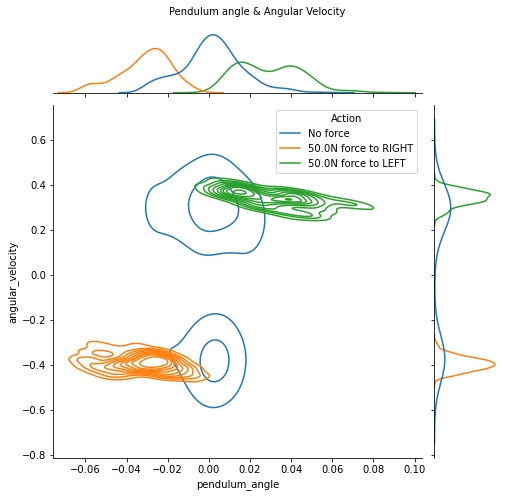 Pendulum angle & Angular Velocity
Action
No force
50.0N force to RIGHT
50.0N force to LEFT
0.6
0.4
0.2
0.0
−0.2
−0.4
−0.6
−0.8
angular_velocity
−0.06 −0.04 −0.02 0.00 0.02 0.04 0.06 0.08 0.10
pendulum_angle